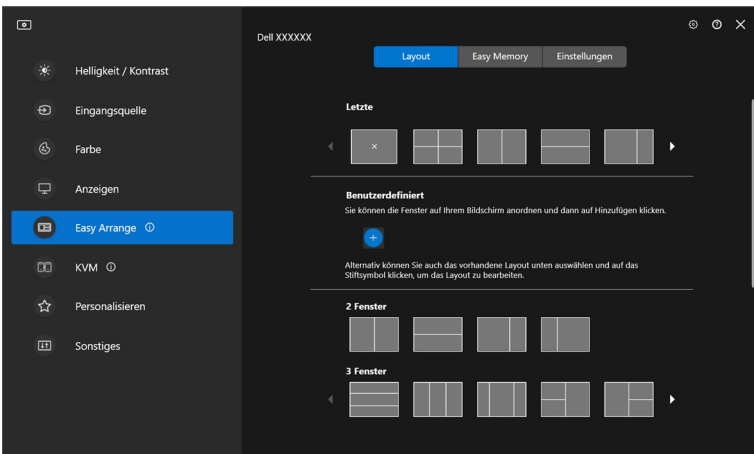 Dell XXXXXX
Layout
Easy Memory
Einstellungen
Helligkeit / Kontrast
Eingangsquelle
Farbe
Anzeigen
Easy Arrange
KVM
Personalisieren
Sonstiges
Letzte
Benutzerdefiniert
Sie können die Fenster auf Ihrem Bildschirm anordnen und dann auf Hinzufügen klicken.
Alternativ können Sie auch das vorhandene Layout unten auswählen und auf das
Stiftsymbol klicken, um das Layout zu bearbeiten.
2 Fenster
3 Fenster